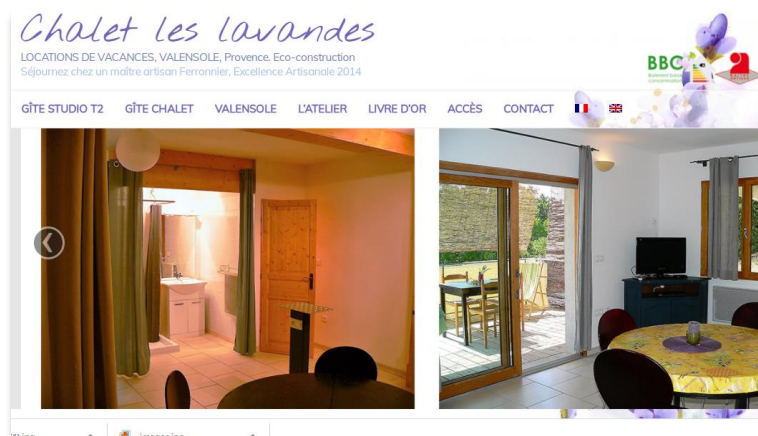 Chalet les lavandes
LOCATIONS DE VACANCES, VALENSOLE, Provence. Eco-construction
Séjournez chez un maître artisan Ferronnier, Excellence Artisanale 2014
BBC
GÎTE STUDIO T2 GÎTE CHALET VALENSOLE L'ATELIER LIVRE D'OR ACCÈS CONTACT